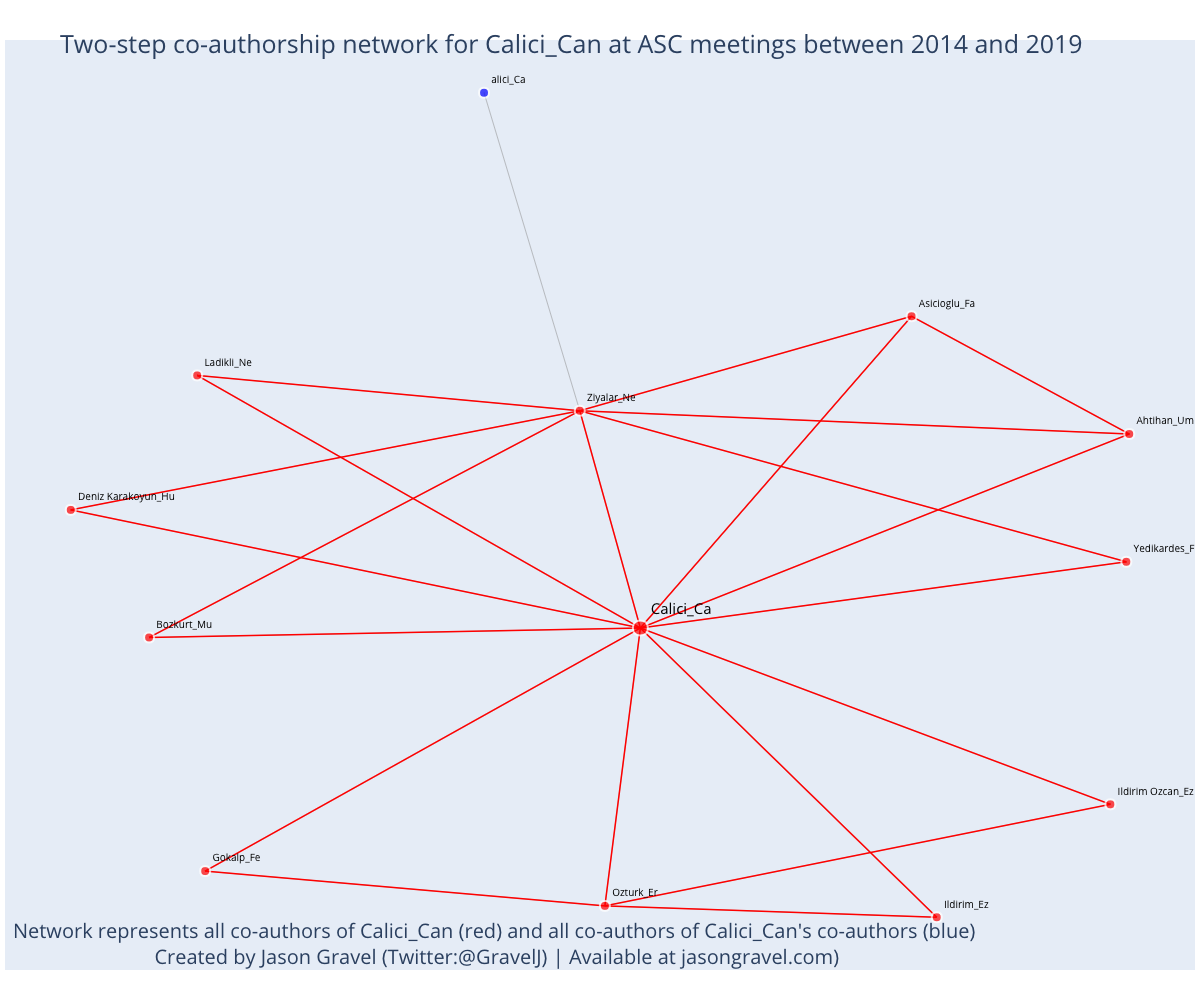 Two-step co-authorship network for Calici_Can at ASC meetings between 2014 and 2019
alici_Ca
Asicioglu_Fa
Ladikli_Ne
Ziyalar_Ne
Ahtihan_Um
Deniz Karakoyun_Hu
Yedikardes_F
Calici_Ca
Bozkurt_Mu
Ildirim Ozcan_Ez
Gokalp_Fe
Ozturk_Er
Ildirim_Ez
Network represents all co-authors of Calici_Can (red) and all co-authors of Calici_Can's co-authors (blue)
Created by Jason Gravel (Twitter:@GravelJ) | Available at jasongravel.com)